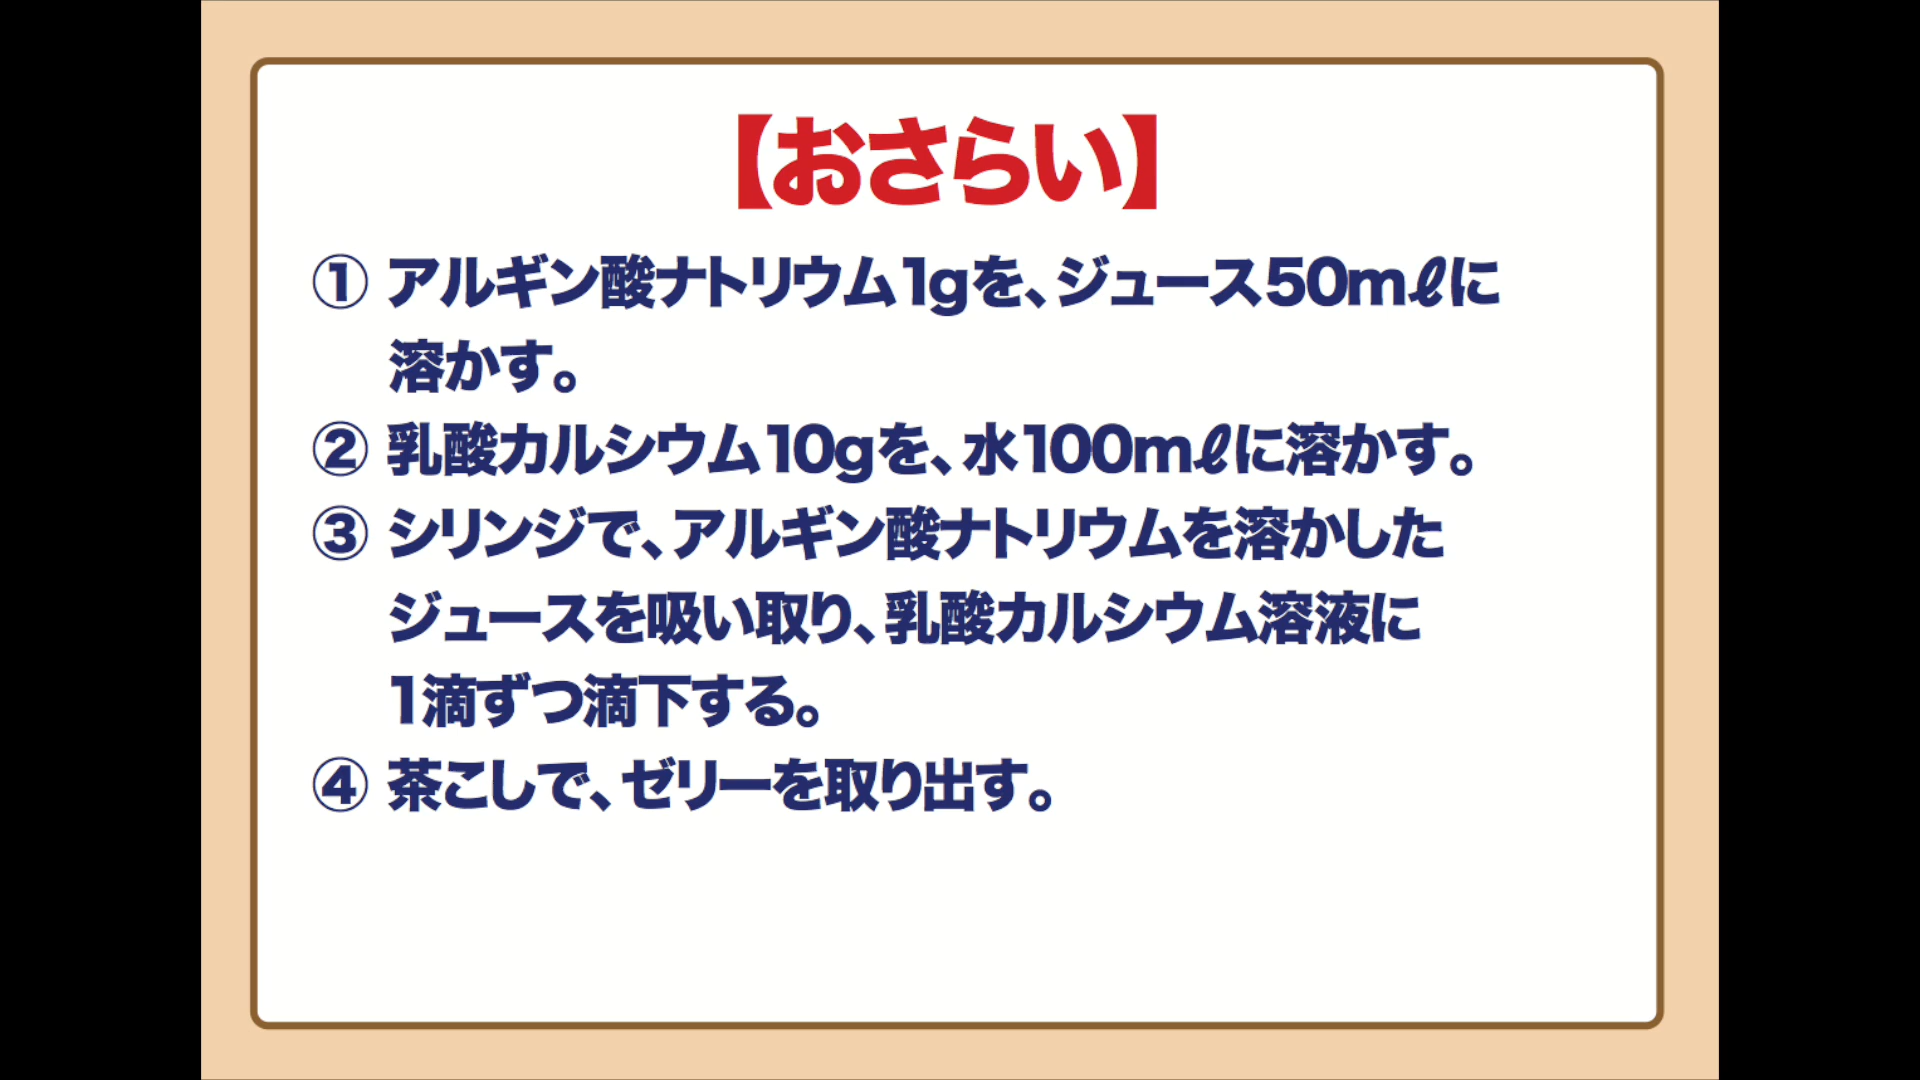 【おさらい】
① アルギン酸ナトリウム1gを、ジュース50mℓに
溶かす。
② 乳酸カルシウム10gを、水100mℓに溶かす。
③ シリンジで、アルギン酸ナトリウムを溶かした
ジュースを吸い取り、乳酸カルシウム溶液に
1滴ずつ滴下する。
④ 茶こしで、ゼリーを取り出す。